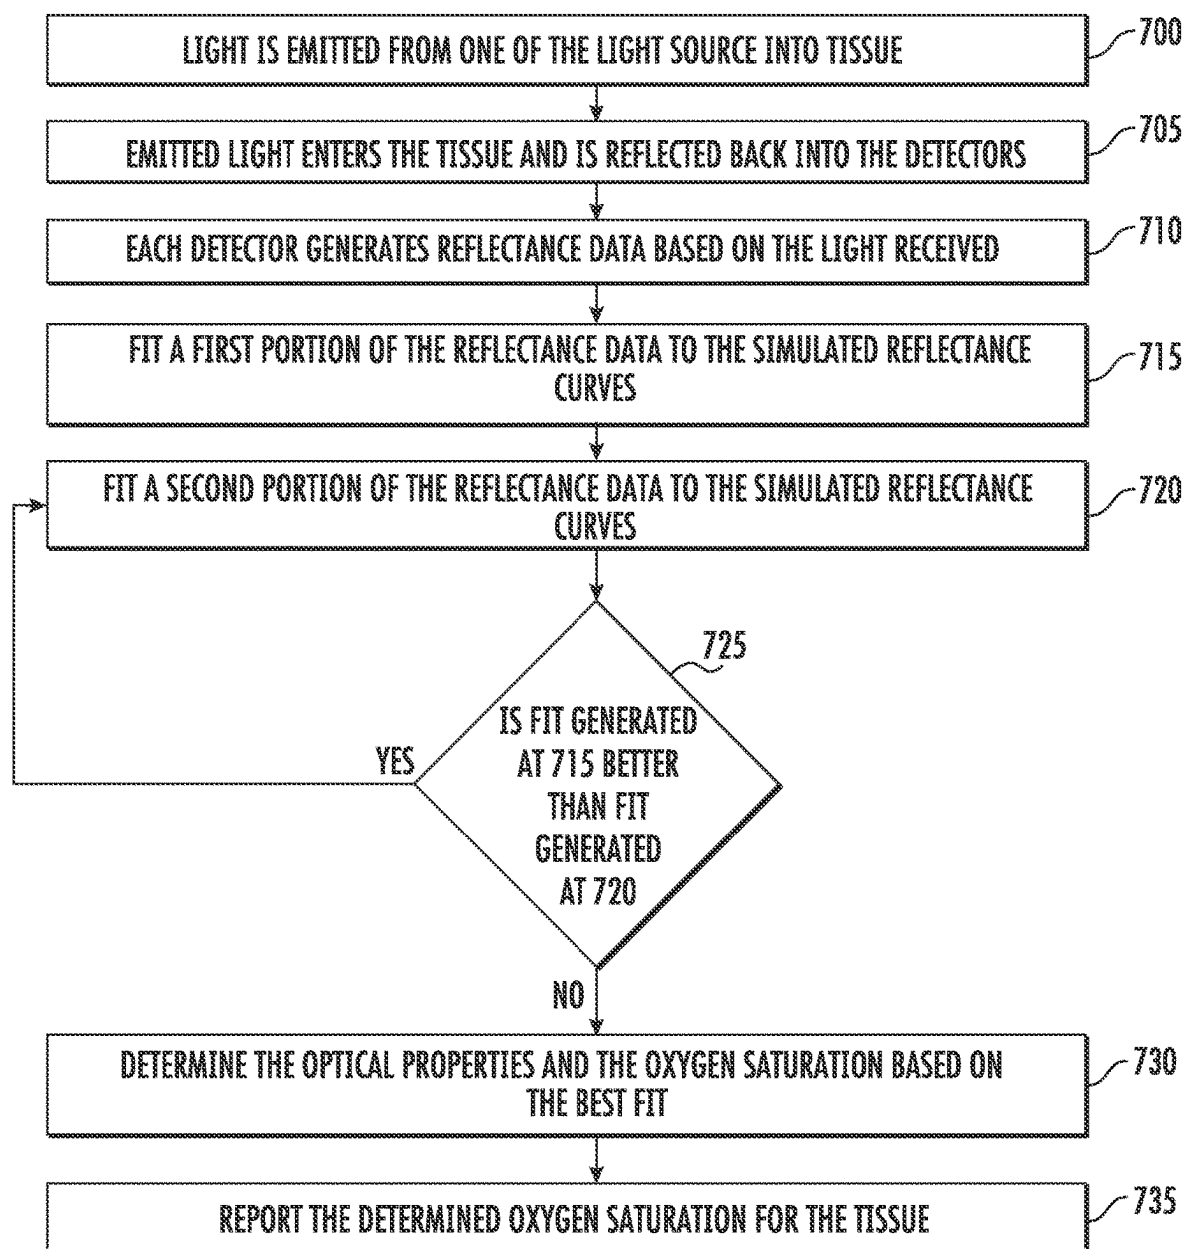 LIGHT IS EMITTED FROM ONE OF THE LIGHT SOURCE INTO TISSUE
700
EMITTED LIGHT ENTERS THE TISSUE AND IS REFLECTED BACK INTO THE DETECTORS
705
EACH DETECTOR GENERATES REFLECTANCE DATA BASED ON THE LIGHT RECEIVED
710
FIT A FIRST PORTION OF THE REFLECTANCE DATA TO THE SIMULATED REFLECTANCE
CURVES
715
FIT A SECOND PORTION OF THE REFLECTANCE DATA TO THE SIMULATED REFLECTANCE
CURVES
720
725
IS FIT GENERATED
AT 715 BETTER
THAN FIT
GENERATED
AT 720
YES
NO
DETERMINE THE OPTICAL PROPERTIES AND THE OXYGEN SATURATION BASED ON
THE BEST FIT
730
REPORT THE DETERMINED OXYGEN SATURATION FOR THE TISSUE
735